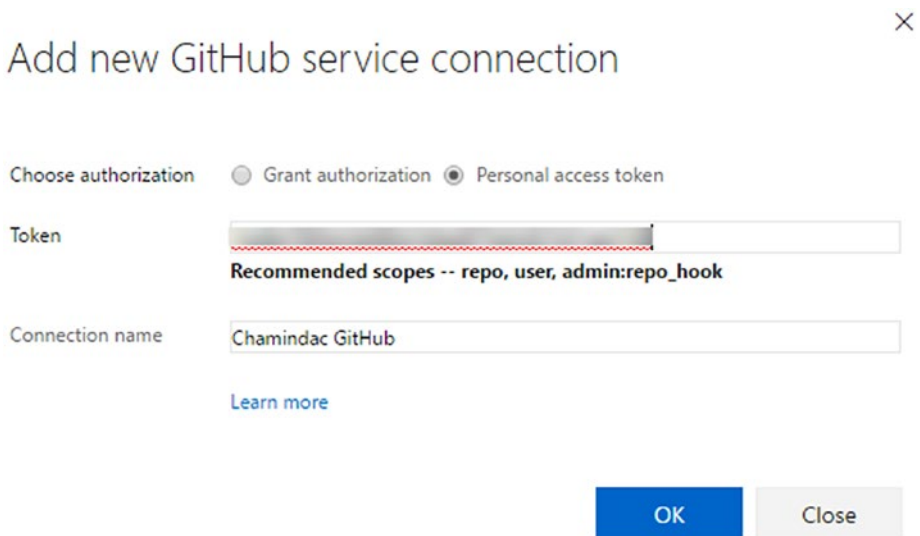 Add new GitHub service connection
Choose authorization Grant authorization Personal access token
Token
Recommended scopes -- repo, user, admin:repo_hook
Connection name Chamindac GitHub
Learn more
OK Close